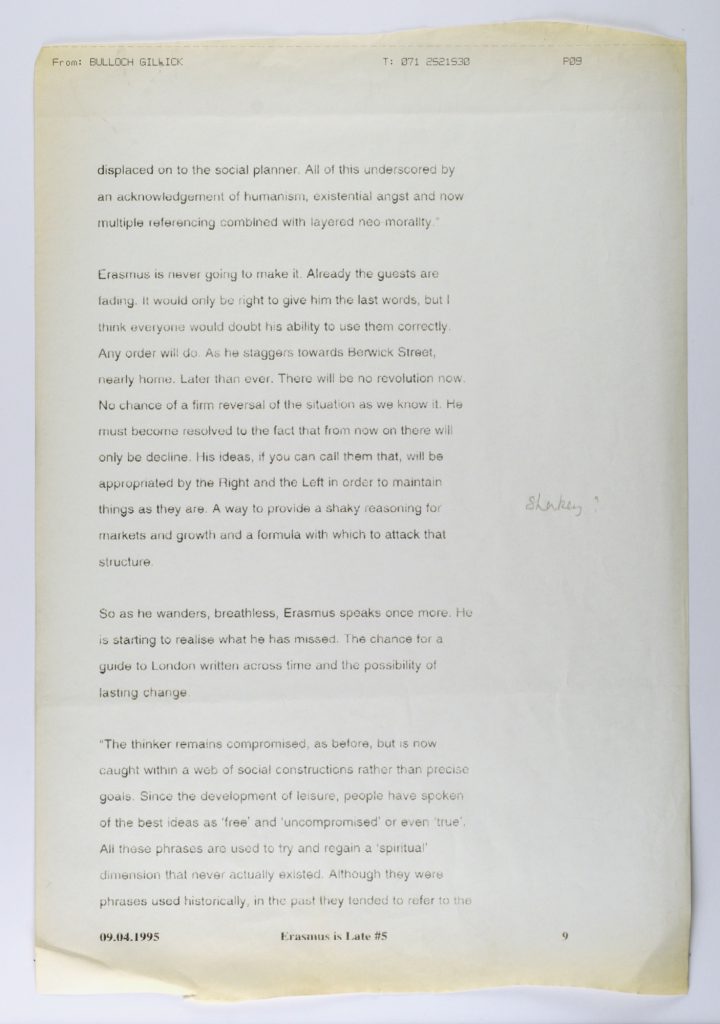 From: BULLOCH GILLICK T: 071 2521530 P09
displaced on to the social planner. All of this underscored by
an acknowledgement of humanism, existential angst and now
multiple referencing combined with layered neo-morality."
Erasmus is never going to make it. Already the guests are
fading. It would only be right to give him the last words, but I
think everyone would doubt his ability to use them correctly.
Any order will do. As he staggers towards Berwick Street,
nearly home. Later than ever. There will be no revolution now.
No chance of a firm reversal of the situation as we know it. He
must become resolved to the fact that from now on there will
only be decline. His ideas, if you can call them that, will be
appropriated by the Right and the Left in order to maintain
things as they are. A way to provide a shaky reasoning for
markets and growth and a formula with which to attack that
structure.
So as he wanders, breathless, Erasmus speaks once more. He
is starting to realise what he has missed. The chance for a
guide to London written across time and the possibility of
lasting change.
"The thinker remains compromised, as before, but is now
caught within a web of social constructions rather than precise
goals. Since the development of leisure, people have spoken
of the best ideas as 'free' and 'uncompromised' or even 'true'.
All these phrases are used to try and regain a 'spiritual'
dimension that never actually existed. Although they were
phrases used historically, in the past they tended to refer to the
09.04.1995 Erasmus is Late #5 9